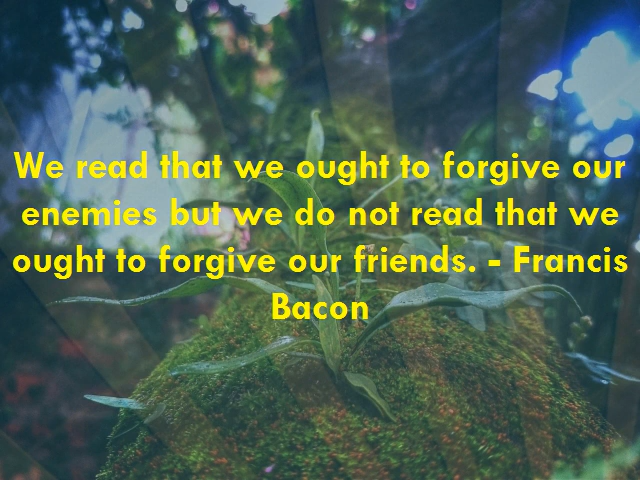 We read that we ought to forgive our
enemies but we do not read that we
ought to forgive our friends. - Francis
Bacon